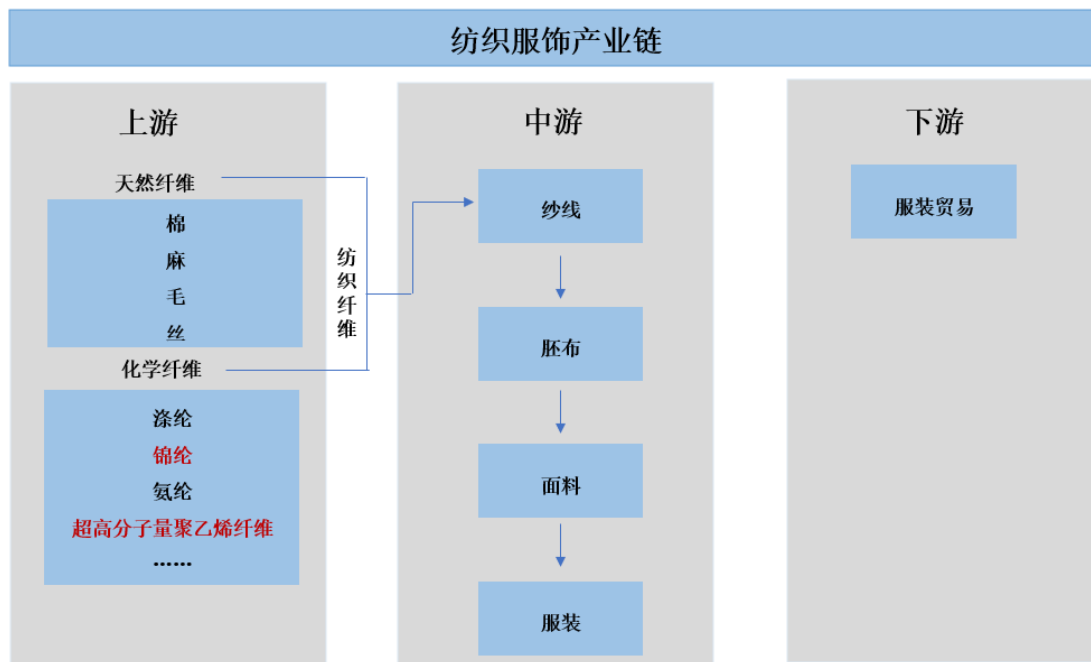 纺织服饰产业链
上游
天然纤维
棉
麻
毛
丝
化学纤维
涤纶
锦纶
氨纶
超高分子量聚乙烯纤维
……
纺织纤维
中游
纱线
胚布
面料
服装
下游
服装贸易